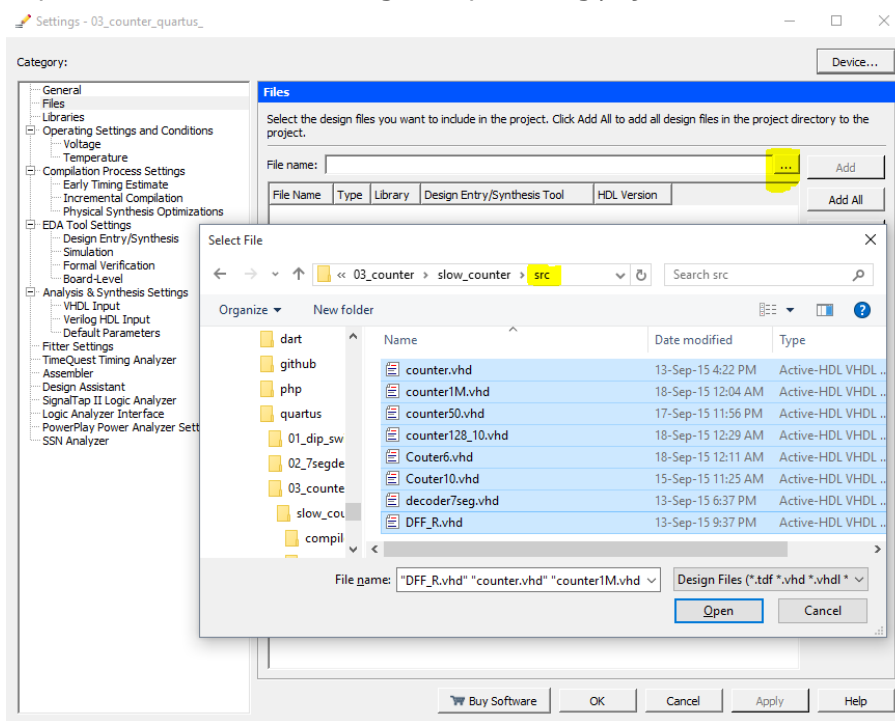 Settings - 03_counter_quartus_
Category:
Device...
General
Files
Libraries
Operating Settings and Conditions
Voltage
Temperature
Compilation Process Settings
Early Timing Estimate
Incremental Compilation
Physical Synthesis Optimizations
EDA Tool Settings
Design Entry/Synthesis
Simulation
Formal Verification
Board-Level
Analysis & Synthesis Settings
VHDL Input
Verilog HDL Input
Default Parameters
Fitter Settings
TimeQuest Timing Analyzer
Assembler
Design Assistant
SignalTap II Logic Analyzer
Logic Analyzer Interface
PowerPlay Power Analyzer Sett
SSN Analyzer
Files
Select the design files you want to include in the project. Click Add All to add all design files in the project directory to the
project.
File name: ... Add
File Name Type Library Design Entry/Synthesis Tool HDL Version Add All
Select File
« 03_counter › slow_counter › src Search src
Organize New folder
dart
github
php
quartus
01_dip_sw
02_7segde
03_counte
slow_cou
compil
Name Date modified Type
counter.vhd 13-Sep-15 4:22 PM Active-HDL VHDL ..
counter1M.vhd 18-Sep-15 12:04 AM Active-HDL VHDL ..
counter50.vhd 17-Sep-15 11:56 PM Active-HDL VHDL ..
counter128_10.vhd 18-Sep-15 12:29 AM Active-HDL VHDL ..
Couter6.vhd 18-Sep-15 12:11 AM Active-HDL VHDL ..
Couter10.vhd 15-Sep-15 11:25 AM Active-HDL VHDL ..
decoder7seg.vhd 13-Sep-15 6:37 PM Active-HDL VHDL ..
DFF_R.vhd 13-Sep-15 9:37 PM Active-HDL VHDL ..
File name: "DFF_R.vhd" "counter.vhd" "counter1M.vhd Design Files (*.tdf *.vhd *.vhdl *
Open Cancel
Buy Software OK Cancel Apply Help